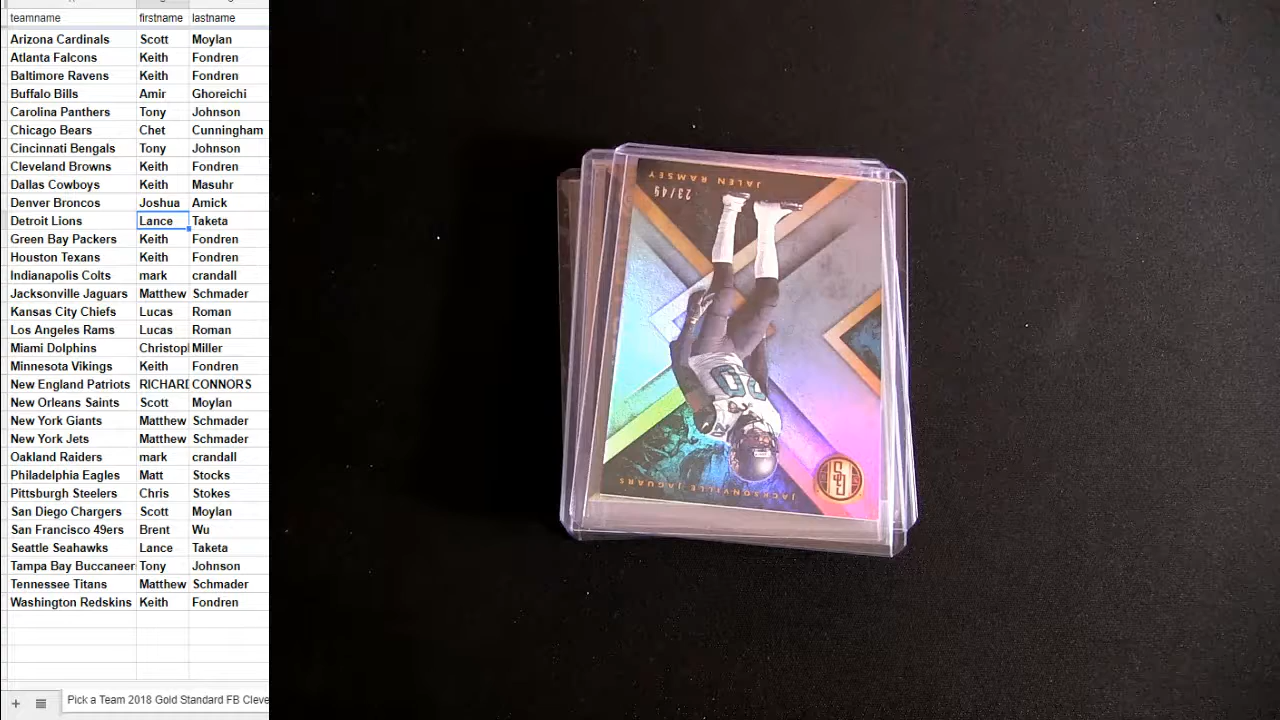 teamname firstname lastname
Arizona Cardinals Scott Moylan
Atlanta Falcons Keith Fondren
Baltimore Ravens Keith Fondren
Buffalo Bills Amir Ghoreichi
Carolina Panthers Tony Johnson
Chicago Bears Chet Cunningham
Cincinnati Bengals Tony Johnson
Cleveland Browns Keith Fondren
Dallas Cowboys Keith Masuhr
Denver Broncos Joshua Amick
Detroit Lions Lance Taketa
Green Bay Packers Keith Fondren
Houston Texans Keith Fondren
Indianapolis Colts mark crandall
Jacksonville Jaguars Matthew Schmader
Kansas City Chiefs Lucas Roman
Los Angeles Rams Lucas Roman
Miami Dolphins Christopl Miller
Minnesota Vikings Keith Fondren
New England Patriots RICHARD CONNORS
New Orleans Saints Scott Moylan
New York Giants Matthew Schmader
New York Jets Matthew Schmader
Oakland Raiders mark crandall
Philadelphia Eagles Matt Stocks
Pittsburgh Steelers Chris Stokes
San Diego Chargers Scott Moylan
San Francisco 49ers Brent Wu
Seattle Seahawks Lance Taketa
Tampa Bay Buccaneer Tony Johnson
Tennessee Titans Matthew Schmader
Washington Redskins Keith Fondren
Pick a Team 2018 Gold Standard FB Cleve
JALEN RAMSEY
23/49
20
JACKSONVILLE JAGUARS